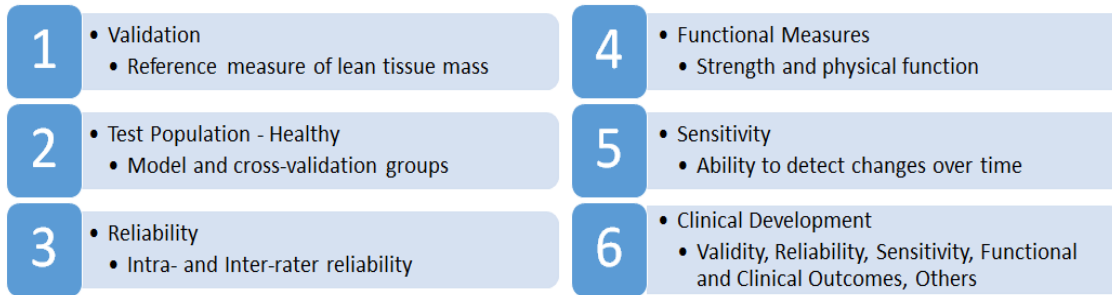 1
• Validation
• Reference measure of lean tissue mass
2
• Test Population - Healthy
• Model and cross-validation groups
3
• Reliability
• Intra- and Inter-rater reliability
4
• Functional Measures
• Strength and physical function
5
• Sensitivity
• Ability to detect changes over time
6
• Clinical Development
• Validity, Reliability, Sensitivity, Functional
and Clinical Outcomes, Others